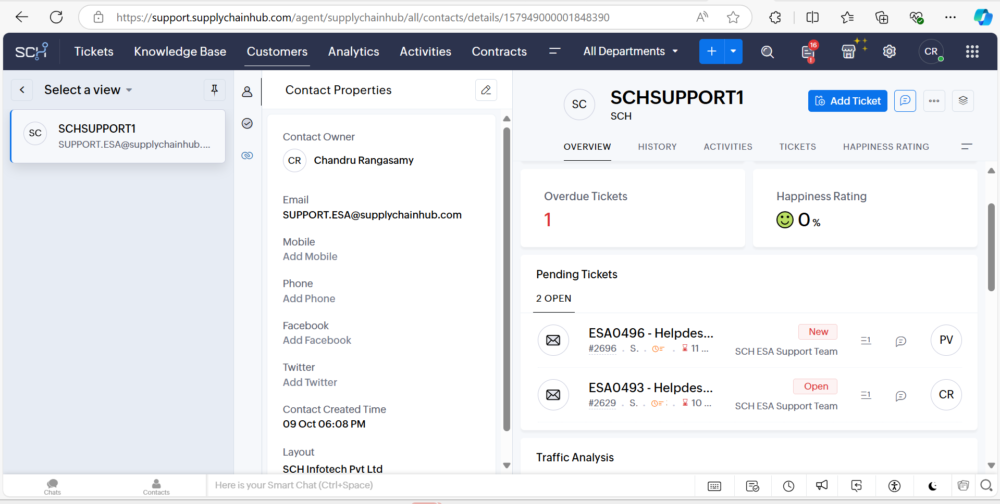 https://support.supplychainhub.com/agent/supplychainhub/all/contacts/details/157949000001848390
SCH Tickets Knowledge Base Customers Analytics Activities Contracts All Departments 16 CR
Select a view
SC SCHSUPPORT1
SUPPORT.ESA@supplychainhub....
Contact Properties
Contact Owner
CR Chandru Rangasamy
Email
SUPPORT.ESA@supplychainhub.com
Mobile
Add Mobile
Phone
Add Phone
Facebook
Add Facebook
Twitter
Add Twitter
Contact Created Time
09 Oct 06:08 PM
Layout
SCH Infotech Pvt Ltd
SC SCHSUPPORT1
SCH
Add Ticket
OVERVIEW HISTORY ACTIVITIES TICKETS HAPPINESS RATING
Overdue Tickets
1
Happiness Rating
0 %
Pending Tickets
2 OPEN
ESA0496 - Helpdes... New
#2696 . S. . . 11 ... SCH ESA Support Team 1 PV
ESA0493 - Helpdes... Open
#2629 . S. . . 10 ... SCH ESA Support Team 1 CR
Traffic Analysis
Chats Contacts Here is your Smart Chat (Ctrl+Space)